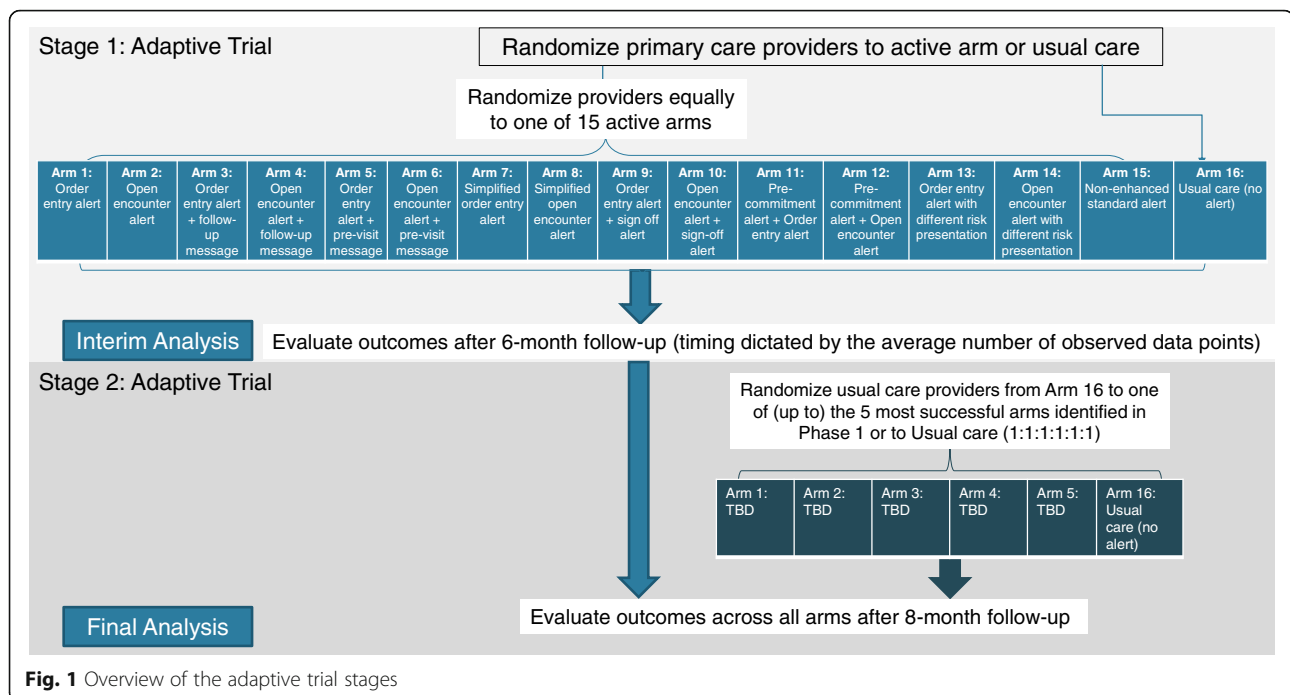 Stage 1: Adaptive Trial
Randomize primary care providers to active arm or usual care
Randomize providers equally
to one of 15 active arms
Arm 1:
Order
entry alert
Arm 2:
Open
encounter
alert
Arm 3:
Order
entry alert
+ follow-
up
message
Arm 4:
Open
encounter
alert +
follow-up
message
Arm 5:
Order
entry
alert +
pre-visit
message
Arm 6:
Open
encounter
alert +
pre-visit
message
Arm 7:
Simplified
order entry
alert
Arm 8:
Simplified
open
encounter
alert
Arm 9:
Order
entry alert
+ sign off
alert
Arm 10:
Open
encounter
alert +
sign-off
alert
Arm 11:
Pre-
commitment
alert + Order
entry alert
Arm 12:
Pre-
commitment
alert + Open
encounter
alert
Arm 13:
Order entry
alert with
different risk
presentation
Arm 14:
Open
encounter
alert with
different risk
presentation
Arm 15:
Non-enhanced
standard alert
Arm 16:
Usual care (no
alert)
Interim Analysis
Evaluate outcomes after 6-month follow-up (timing dictated by the average number of observed data points)
Stage 2: Adaptive Trial
Randomize usual care providers from Arm 16 to one
of (up to) the 5 most successful arms identified in
Phase 1 or to Usual care (1:1:1:1:1:1)
Arm 1:
TBD
Arm 2:
TBD
Arm 3:
TBD
Arm 4:
TBD
Arm 5:
TBD
Arm 16:
Usual
care (no
alert)
Evaluate outcomes across all arms after 8-month follow-up
Final Analysis
Fig. 1 Overview of the adaptive trial stages